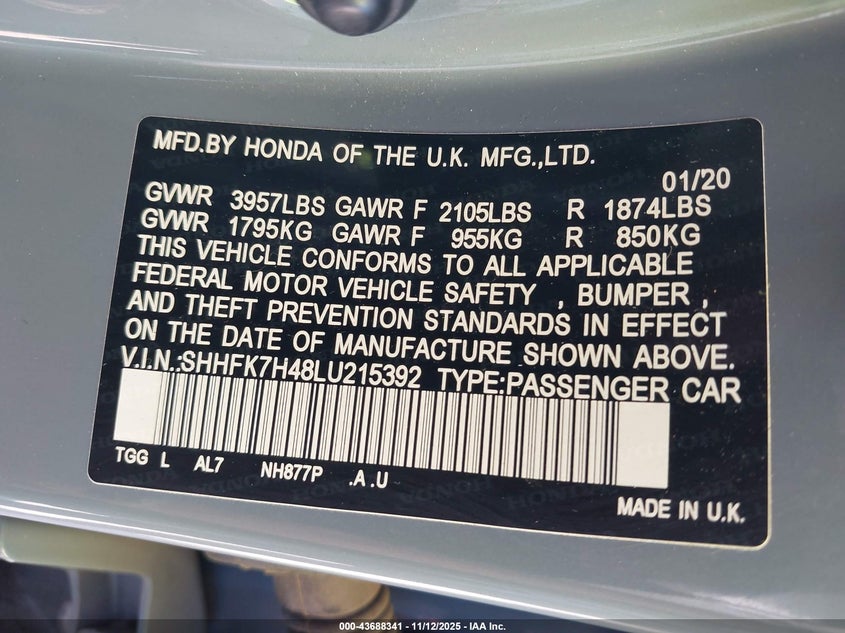 MFD.BY HONDA OF THE U.K. MFG.,LTD.
01/20
GVWR 3957LBS GAWR F 2105LBS R 1874LBS
GVWR 1795KG GAWR F 955KG R 850KG
THIS VEHICLE CONFORMS TO ALL APPLICABLE
FEDERAL MOTOR VEHICLE SAFETY , BUMPER ,
AND THEFT PREVENTION STANDARDS IN EFFECT
ON THE DATE OF MANUFACTURE SHOWN ABOVE.
V.I.N.:SHHFK7H48LU215392 TYPE:PASSENGER CAR
TGG L AL7 NH877P .A .U
MADE IN U.K.
000-43688341 - 11/12/2025 - IAA Inc.